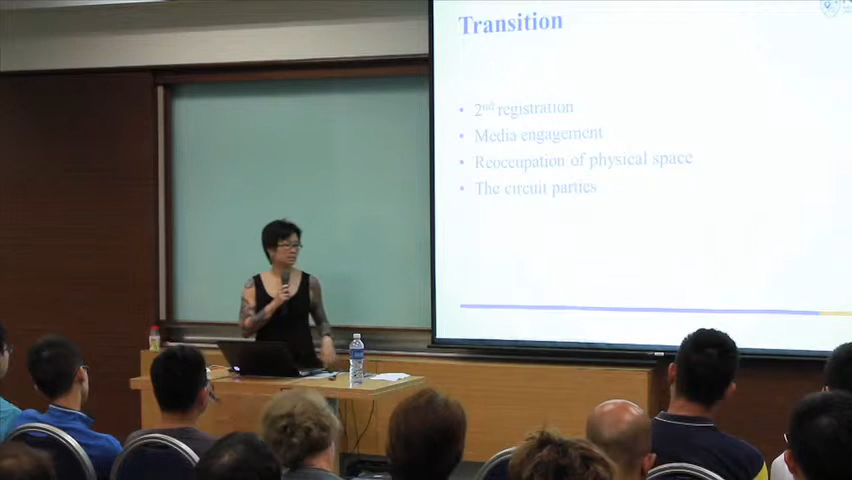 Transition
• 2nd registration
• Media engagement
• Reoccupation of physical space
• The circuit parties